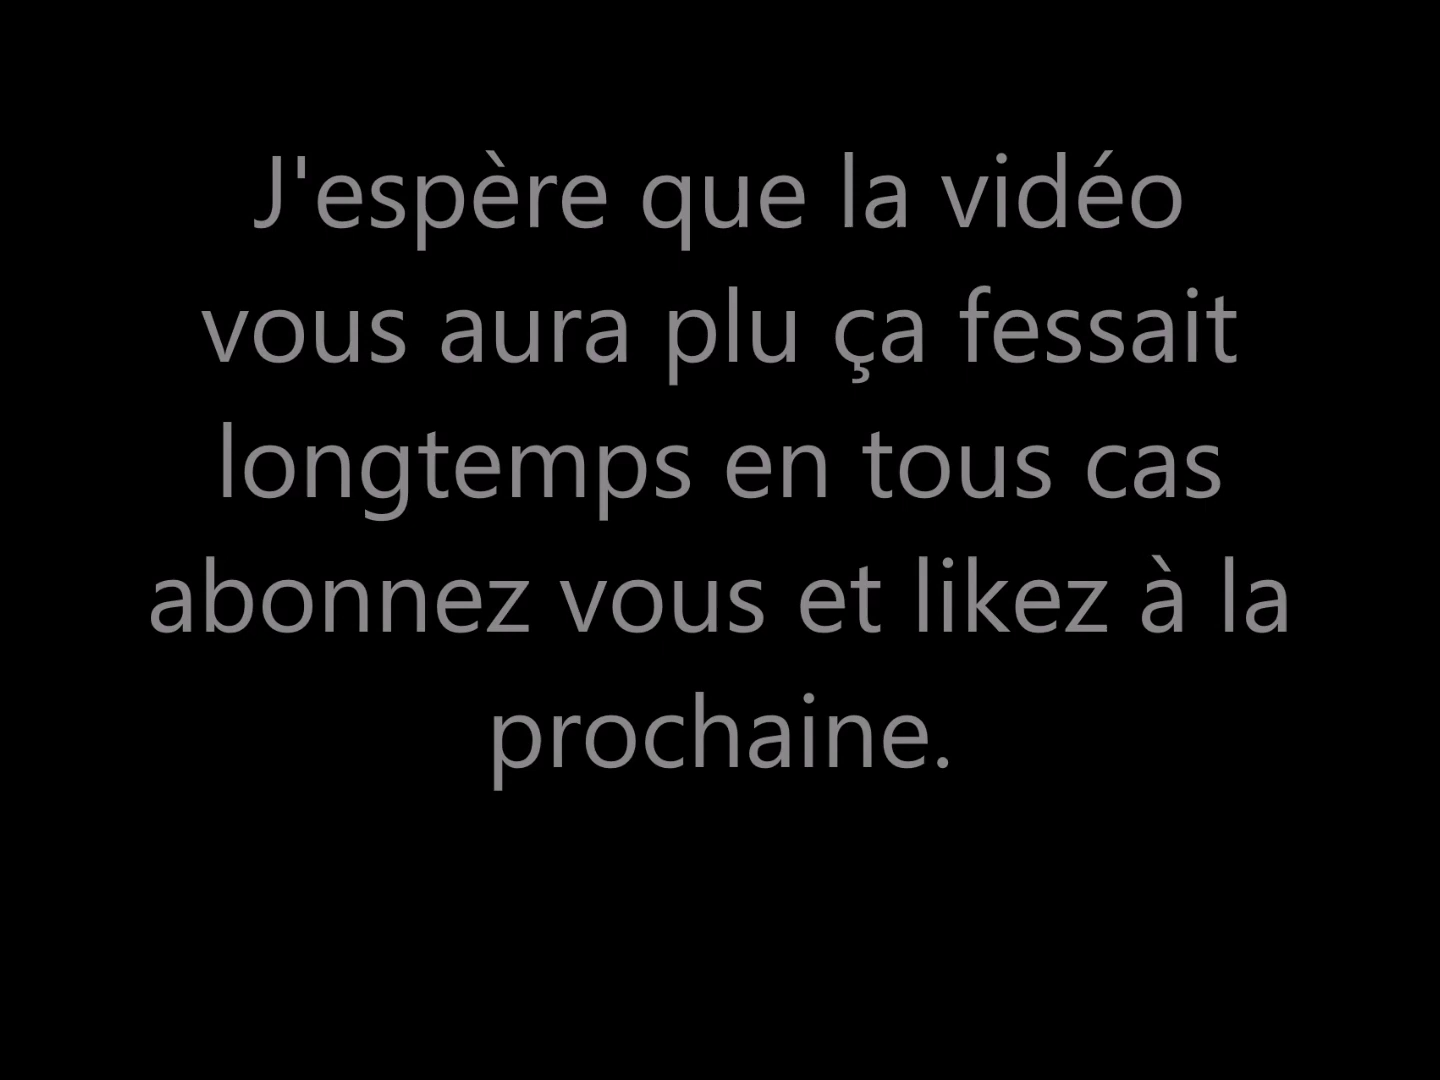 J'espère que la vidéo
vous aura plu ça fessait
longtemps en tous cas
abonnez vous et likez à la
prochaine.